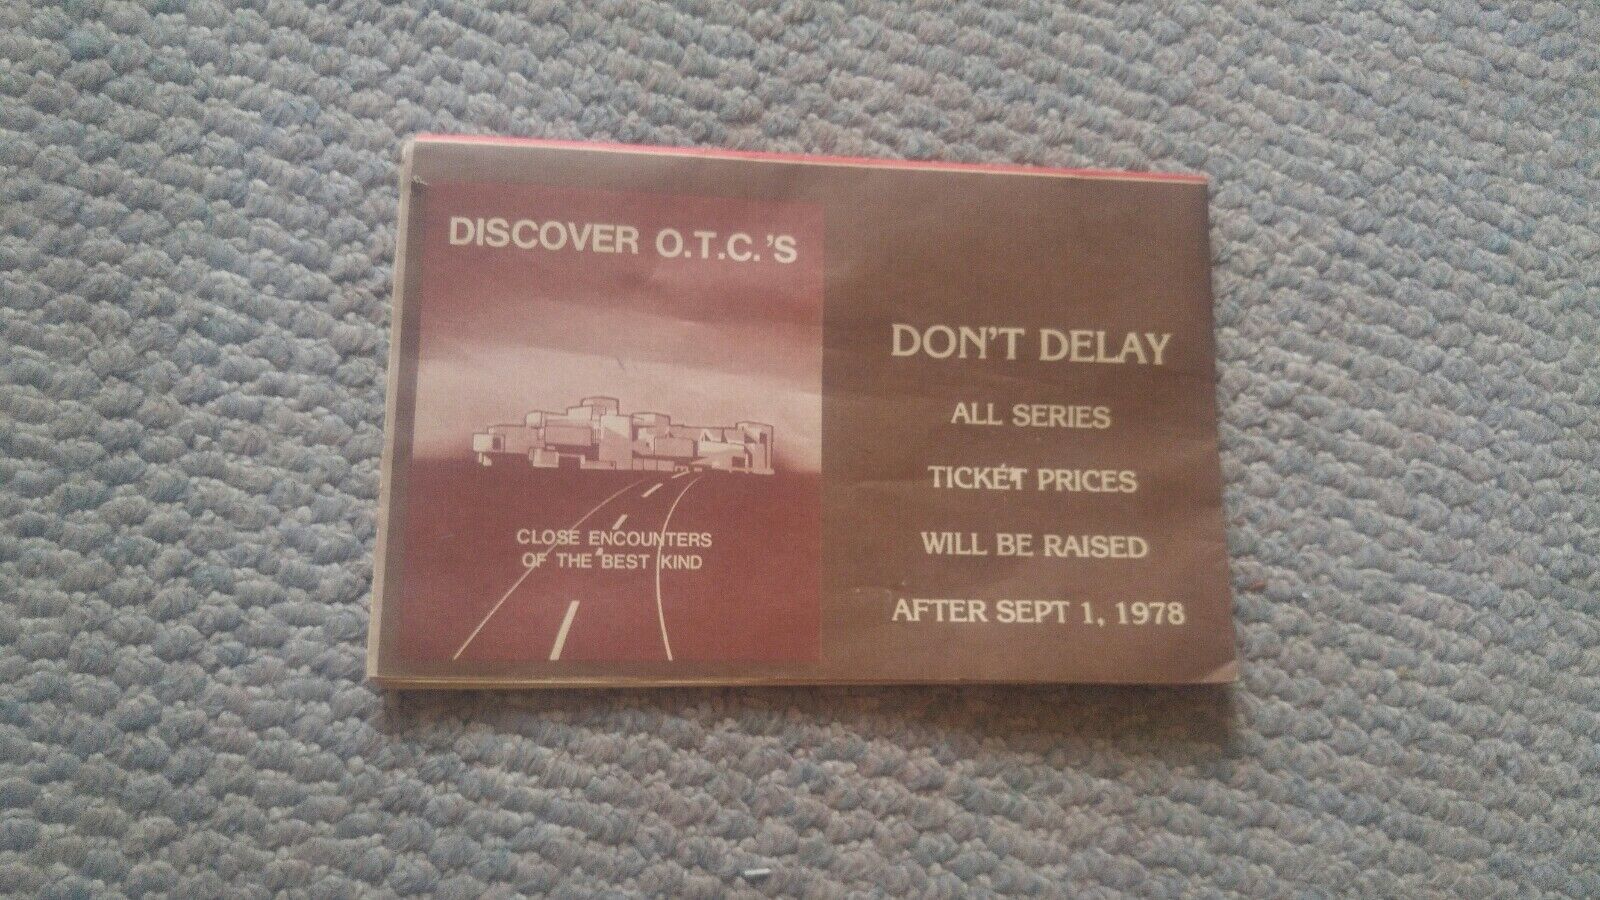 DISCOVER O.T.C.'S
CLOSE ENCOUNTERS
OF THE BEST KIND
DON'T DELAY
ALL SERIES
TICKET PRICES
WILL BE RAISED
AFTER SEPT 1, 1978